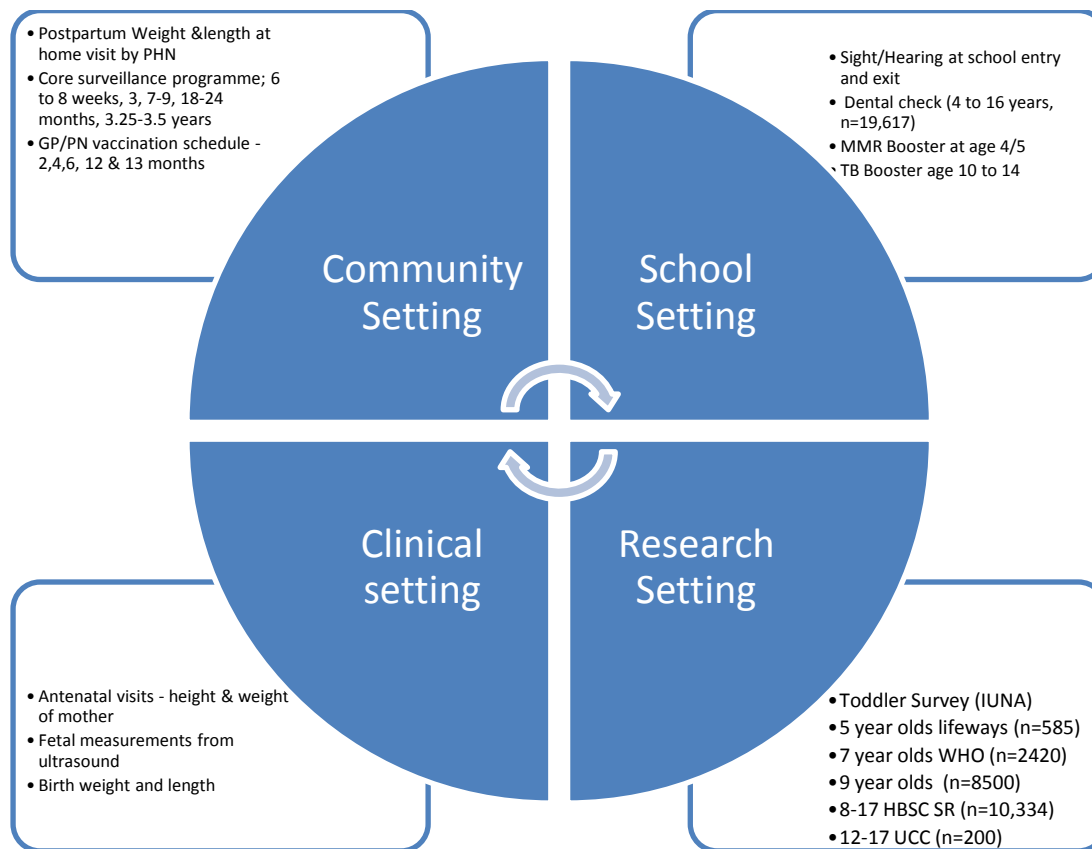 • Postpartum Weight &length at
home visit by PHN
• Core surveillance programme; 6
to 8 weeks, 3, 7-9, 18-24
months, 3.25-3.5 years
• GP/PN vaccination schedule -
2,4,6, 12 & 13 months
• Sight/Hearing at school entry
and exit
• Dental check (4 to 16 years,
n=19,617)
• MMR Booster at age 4/5
• TB Booster age 10 to 14
Community
Setting
School
Setting
Clinical
setting
Research
Setting
• Antenatal visits - height & weight
of mother
• Fetal measurements from
ultrasound
• Birth weight and length
• Toddler Survey (IUNA)
• 5 year olds lifeways (n=585)
• 7 year olds WHO (n=2420)
• 9 year olds (n=8500)
• 8-17 HBSC SR (n=10,334)
• 12-17 UCC (n=200)